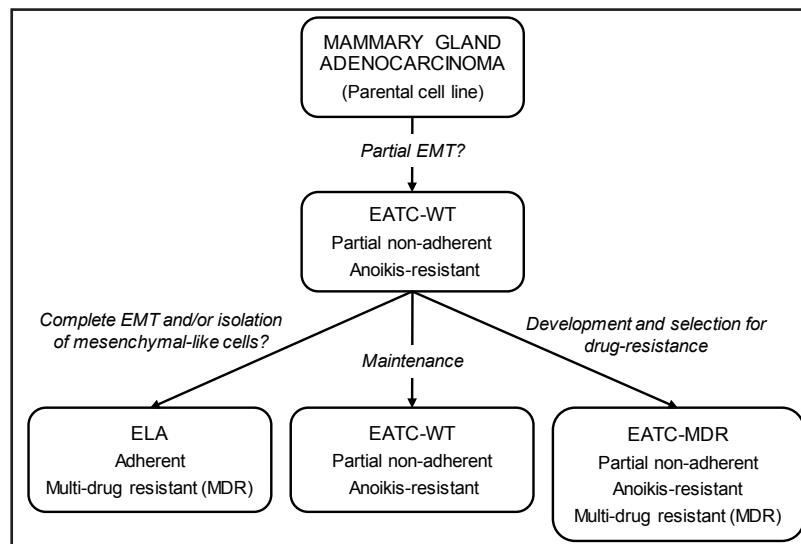 MAMMARY GLAND
ADENOCARCINOMA
(Parental cell line)
Partial EMT?
EATC-WT
Partial non-adherent
Anoikis-resistant
Complete EMT and/or isolation
of mesenchymal-like cells?
Maintenance
Development and selection for
drug-resistance
ELA
Adherent
Multi-drug resistant (MDR)
EATC-WT
Partial non-adherent
Anoikis-resistant
EATC-MDR
Partial non-adherent
Anoikis-resistant
Multi-drug resistant (MDR)